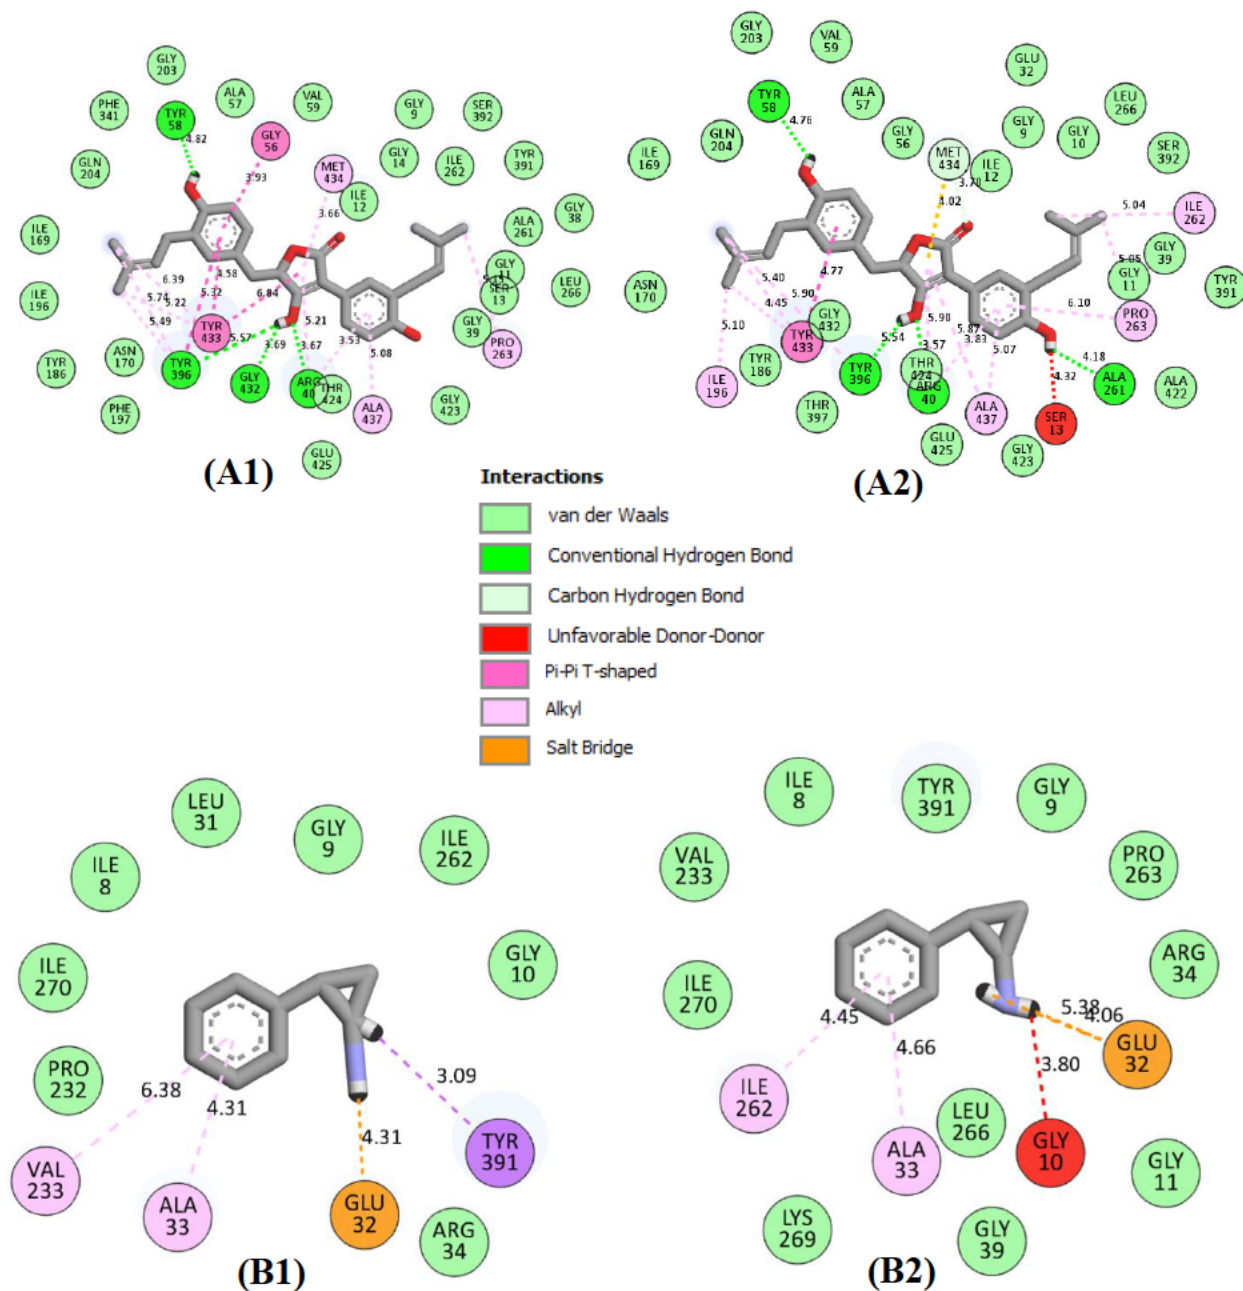 GLY 203
PHE 341
TYR 58
ALA 57
VAL 59
GLY 56
GLY 9
SER 392
GLN 204
MET 434
GLY 14
ILE 262
TYR 391
ILE 12
ILE 169
ALA 261
GLY 38
ILE 196
GLY 11
SER 13
LEU 266
TYR 433
GLY 39
PRO 263
TYR 186
ASN 170
TYR 396
GLY 432
ARG 40
THR 424
PHE 197
ALA 437
GLY 423
GLU 425
4.82
3.93
3.66
6.39
4.58
5.74
5.22
5.32
6.84
5.49
5.57
3.69
3.67
5.21
3.53
5.08
(A1)
GLY 203
VAL 59
GLU 32
TYR 58
ALA 57
LEU 266
GLN 204
GLY 56
GLY 9
GLY 10
ILE 169
MET 434
ILE 12
SER 392
ILE 262
GLY 39
ASN 170
GLY 11
TYR 391
GLY 432
TYR 433
PRO 263
ILE 196
TYR 186
TYR 396
THR 424
ARG 40
ALA 261
ALA 422
THR 397
ALA 437
SER 13
GLU 425
GLY 423
4.76
3.70
4.02
5.04
5.05
5.40
4.77
4.45
5.90
6.10
5.10
5.54
3.57
5.90
5.87
3.83
5.07
4.18
4.32
(A2)
Interactions
van der Waals
Conventional Hydrogen Bond
Carbon Hydrogen Bond
Unfavorable Donor-Donor
Pi-Pi T-shaped
Alkyl
Salt Bridge
LEU 31
GLY 9
ILE 262
ILE 8
ILE 270
GLY 10
PRO 232
6.38
4.31
3.09
4.31
VAL 233
ALA 33
GLU 32
TYR 391
ARG 34
(B1)
ILE 8
TYR 391
GLY 9
VAL 233
PRO 263
ILE 270
ARG 34
4.45
4.66
5.38
4.06
3.80
GLU 32
ILE 262
ALA 33
LEU 266
GLY 10
GLY 11
LYS 269
GLY 39
(B2)